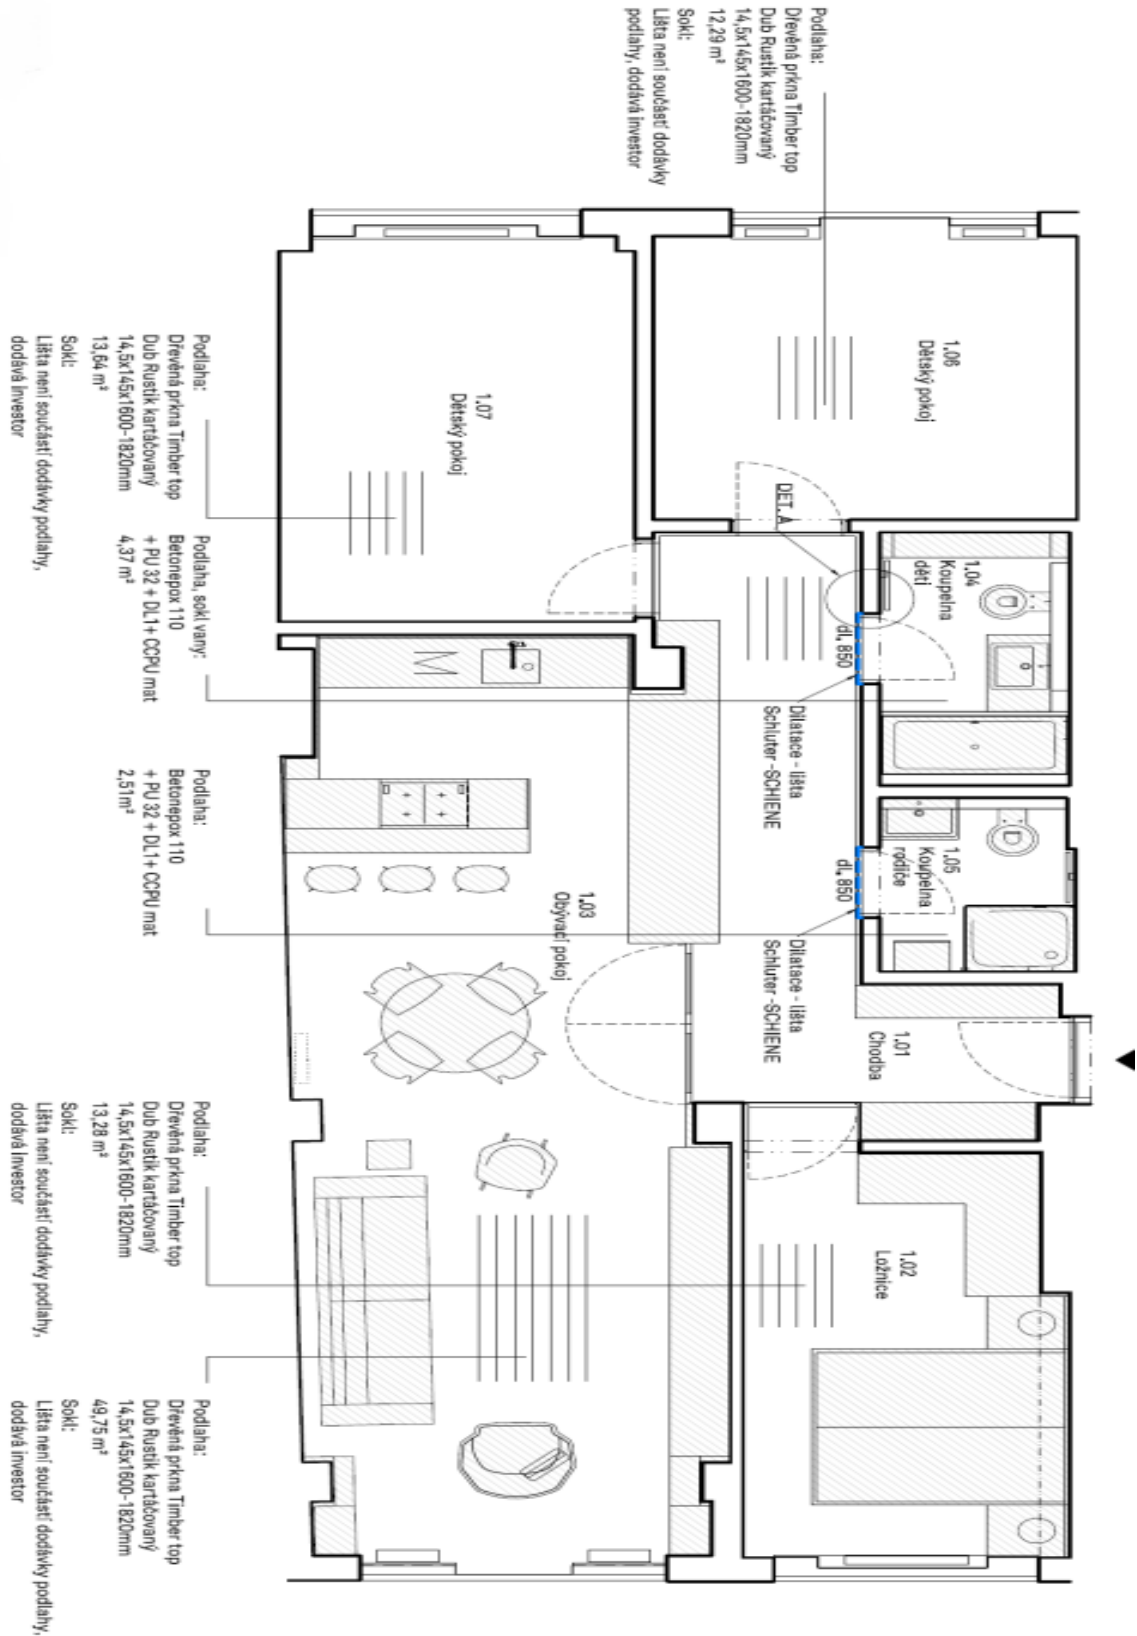 Podlaha:
Dřevěná prkna Timber top
Dub Rustik kartáčovaný
14,5x145x1600-1820mm
12,29 m²
Sokl:
Lišta není součástí dodávky
podlahy, dodává investor
1.06
Dětský pokoj
1.07
Dětský pokoj
DET. A
1.04
Koupelna
děti
dl. 850
Dilatace - lišta
Schluter -SCHIENE
1.05
Koupelna
rodiče
dl. 850
Dilatace - lišta
Schluter -SCHIENE
1.01
Chodba
M
1.03
Obývací pokoj
1.02
Ložnice
Podlaha:
Dřevěná prkna Timber top
Dub Rustik kartáčovaný
14,5x145x1600-1820mm
13,64 m²
Sokl:
Lišta není součástí dodávky podlahy,
dodává investor
Podlaha, sokl vany:
Betonepox 110
+ PU 32 + DL1+ CCPU mat
4,37 m²
Podlaha:
Betonepox 110
+ PU 32 + DL1+ CCPU mat
2,51m²
Podlaha:
Dřevěná prkna Timber top
Dub Rustik kartáčovaný
14,5x145x1600-1820mm
13,28 m²
Sokl:
Lišta není součástí dodávky podlahy,
dodává investor
Podlaha:
Dřevěná prkna Timber top
Dub Rustik kartáčovaný
14,5x145x1600-1820mm
49,75 m²
Sokl:
Lišta není součástí dodávky podlahy,
dodává investor